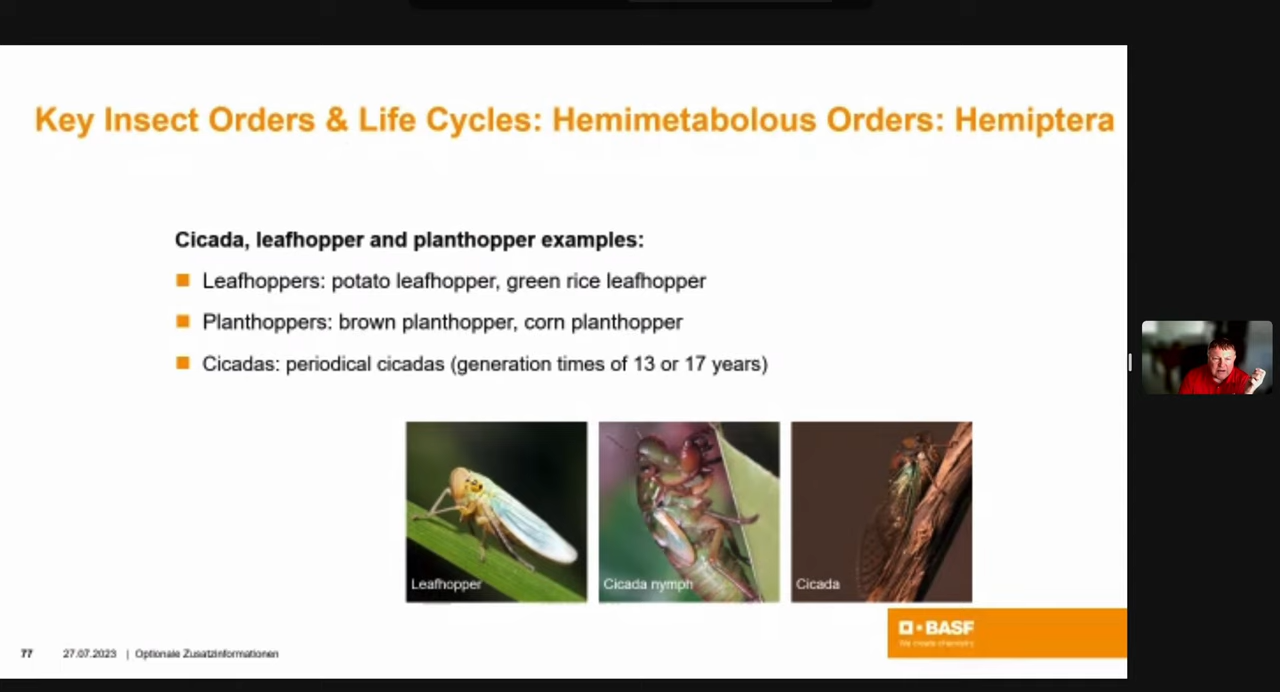 Key Insect Orders & Life Cycles: Hemimetabolous Orders: Hemiptera
Cicada, leafhopper and planthopper examples:
Leafhoppers: potato leafhopper, green rice leafhopper
Planthoppers: brown planthopper, corn planthopper
Cicadas: periodical cicadas (generation times of 13 or 17 years)
Leafhopper
Cicada nymph
Cicada
BASF
We create chemistry
77 27.07.2023 | Optionale Zusatzinformationen